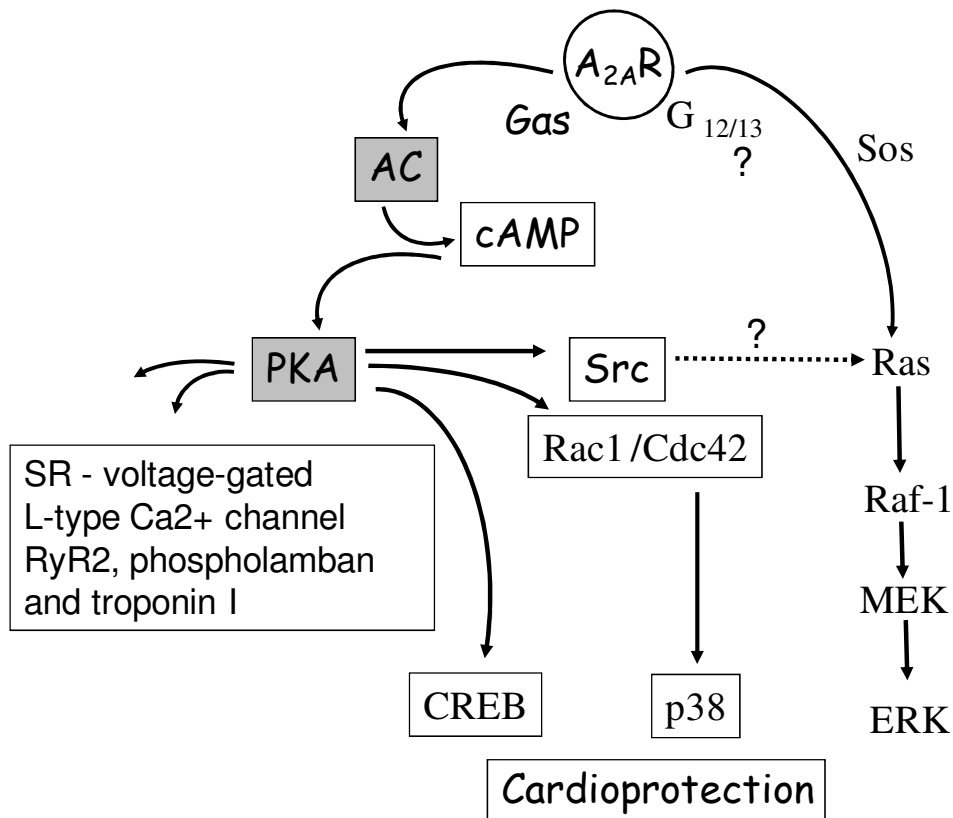 A2AR
Gas
G 12/13
?
Sos
AC
cAMP
?
PKA
Src
Ras
Rac1/Cdc42
SR - voltage-gated
L-type Ca2+ channel
RyR2, phospholamban
and troponin I
Raf-1
MEK
CREB
p38
ERK
Cardioprotection